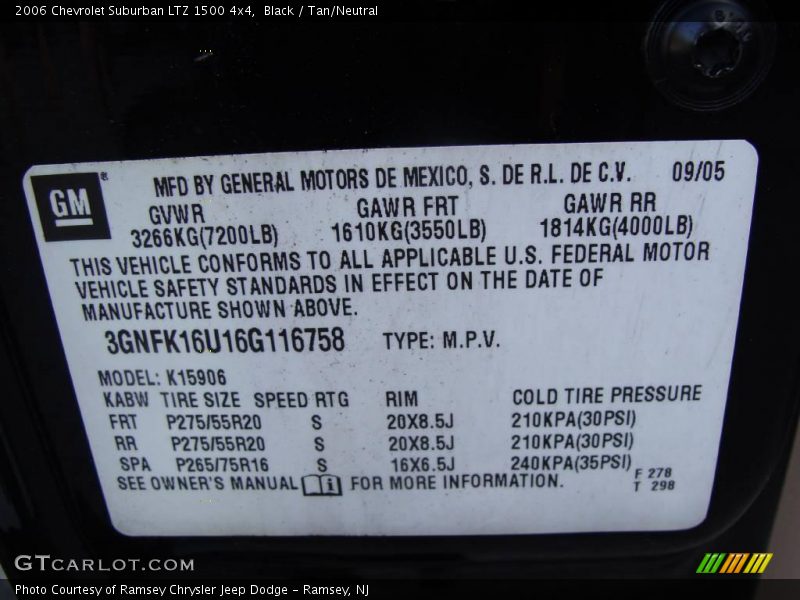 2006 Chevrolet Suburban LTZ 1500 4x4, Black / Tan/Neutral
GM ® MFD BY GENERAL MOTORS DE MEXICO, S. DE R.L. DE C.V. 09/05
GVWR GAWR FRT GAWR RR
3266KG(7200LB) 1610KG(3550LB) 1814KG(4000LB)
THIS VEHICLE CONFORMS TO ALL APPLICABLE U.S. FEDERAL MOTOR
VEHICLE SAFETY STANDARDS IN EFFECT ON THE DATE OF
MANUFACTURE SHOWN ABOVE.
3GNFK16U16G116758 TYPE: M.P.V.
MODEL: K15906
KABW TIRE SIZE SPEED RTG RIM COLD TIRE PRESSURE
FRT P275/55R20 S 20X8.5J 210KPA(30PSI)
RR P275/55R20 S 20X8.5J 210KPA(30PSI)
SPA P265/75R16 S 16X6.5J 240KPA(35PSI)
SEE OWNER'S MANUAL i FOR MORE INFORMATION.
F 278
T 298
GTCARLOT.COM
Photo Courtesy of Ramsey Chrysler Jeep Dodge - Ramsey, NJ